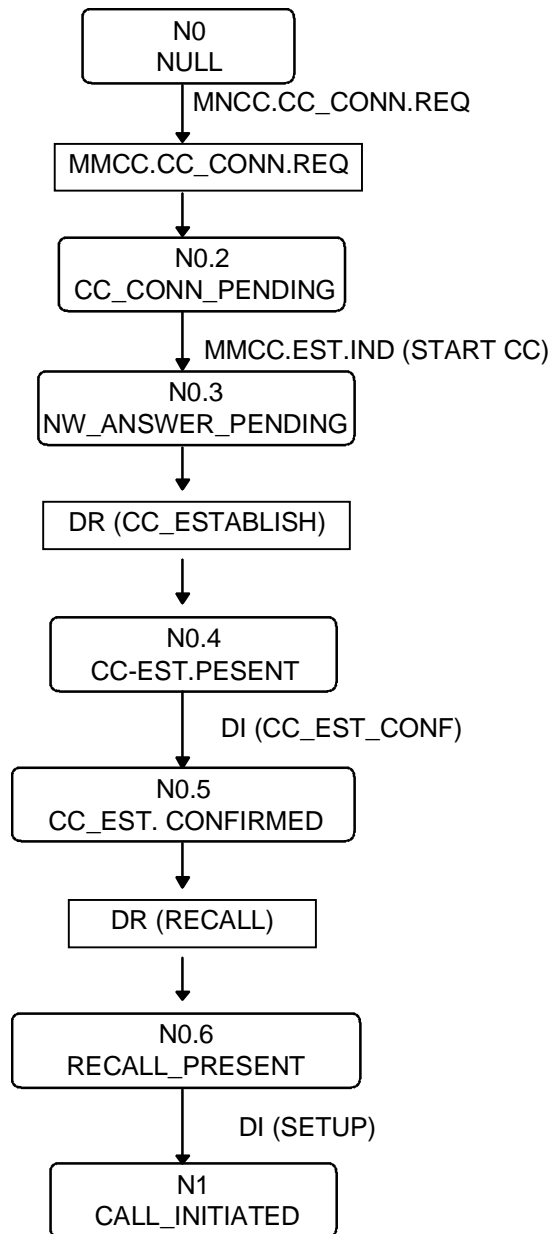 N0
NULL
MNCC.CC_CONN.REQ
MMCC.CC_CONN.REQ
N0.2
CC_CONN_PENDING
MMCC.EST.IND (START CC)
N0.3
NW_ANSWER_PENDING
DR (CC_ESTABLISH)
N0.4
CC-EST.PESENT
DI (CC_EST_CONF)
N0.5
CC_EST. CONFIRMED
DR (RECALL)
N0.6
RECALL_PRESENT
DI (SETUP)
N1
CALL_INITIATED